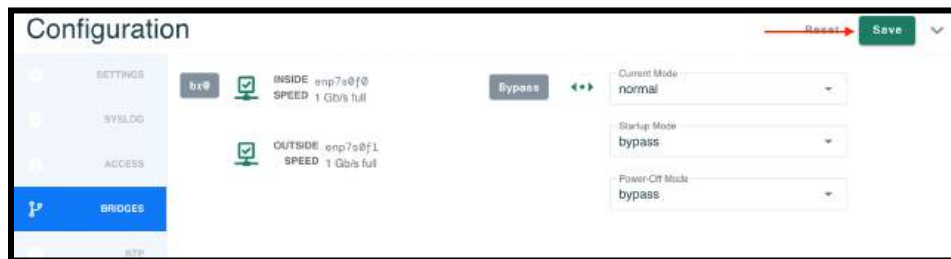 Configuration
Reset
Save
SETTINGS
SYSLOG
ACCESS
BRIDGES
NTP
br0
INSIDE enp7s0f0
SPEED 1 Gb/s full
OUTSIDE enp7s0f1
SPEED 1 Gb/s full
Bypass
Current Mode
normal
Startup Mode
bypass
Power-Off Mode
bypass